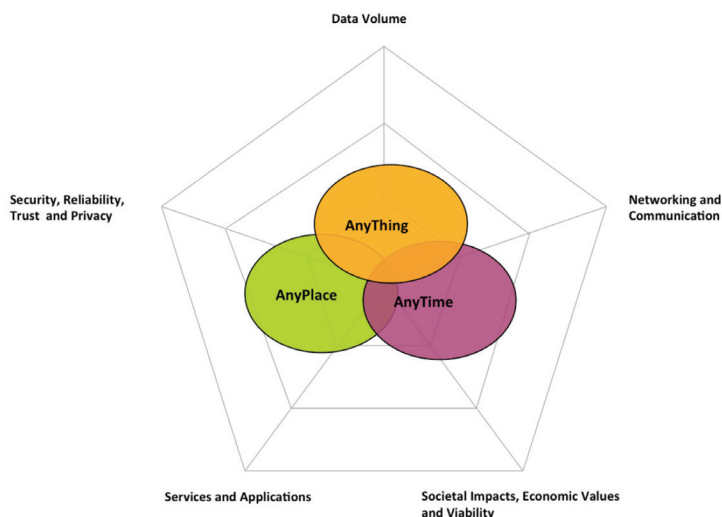 Data Volume
Security, Reliability,
Trust and Privacy
Networking and
Communication
AnyThing
AnyPlace
AnyTime
Services and Applications
Societal Impacts, Economic Values
and Viability